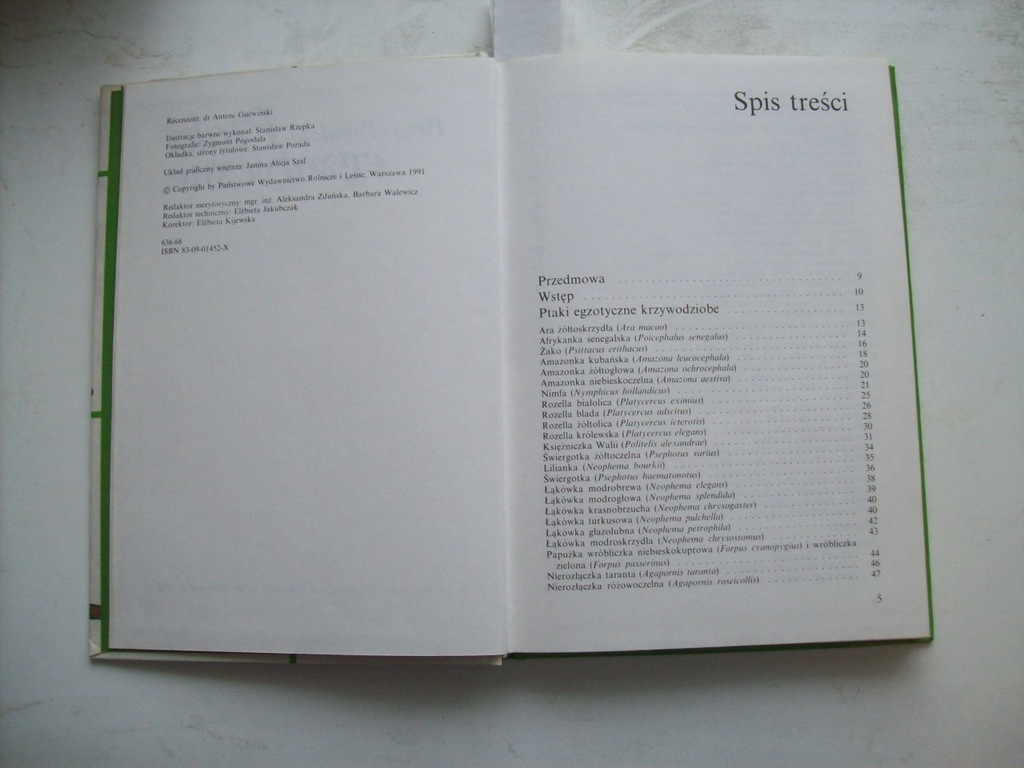 Recenzent: dr Antoni Gucwiński
Ilustracje barwne wykonał: Stanisław Rzepka
Fotografie: Zygmunt Pogodała
Okładka, strony tytułowe: Stanisław Porada
Układ graficzny wnętrza: Janina Alicja Szal
© Copyright by Państwowe Wydawnictwo Rolnicze i Leśne, Warszawa 1991
Redaktor merytoryczny: mgr. inż. Aleksandra Zduńska, Barbara Walewicz
Redaktor techniczny: Elżbieta Jakubczak
Korektor: Elżbieta Kijewska
636.68
ISBN 83-09-01452-X
Spis treści
Przedmowa 9
Wstęp 10
Ptaki egzotyczne krzywodziobe 13
Ara żółtoskrzydła (Ara macao) 13
Afrykanka senegalska (Poicephalus senegalus) 14
Żako (Psittacus erithacus) 16
Amazonka kubańska (Amazona leucocephala) 18
Amazonka żółtogłowa (Amazona ochrocephala) 20
Amazonka niebieskoczelna (Amazona aestiva) 20
Nimfa (Nymphicus hollandicus) 21
Rozella białolica (Platycercus eximius) 25
Rozella blada (Platycercus adscitus) 26
Rozella żółtolica (Platycercus icterotis) 28
Rozella królewska (Platycercus elegans) 30
Księżniczka Walii (Politelis alexandrae) 31
Świergotka żółtoczelna (Psephotus varius) 34
Lilianka (Neophema bourkii) 35
Świergotka (Psephotus haematonotus) 36
Łąkówka modrobrewa (Neophema elegans) 38
Łąkówka modrogłowa (Neophema splendida) 39
Łąkówka krasnobrzucha (Neophema chrysogaster) 40
Łąkówka turkusowa (Neophema pulchella) 40
Łąkówka głazolubna (Neophema petrophila) 42
Łąkówka modroskrzydła (Neophema chrysostomus) 43
Papużka wróbliczka niebieskokuprowa (Forpus cyanopygius) i wróbliczka
zielona (Forpus passerinus) 44
Nierozłączka taranta (Agapornis taranta) 46
Nierozłączka różowoczelna (Agapornis roseicollis) 47
5